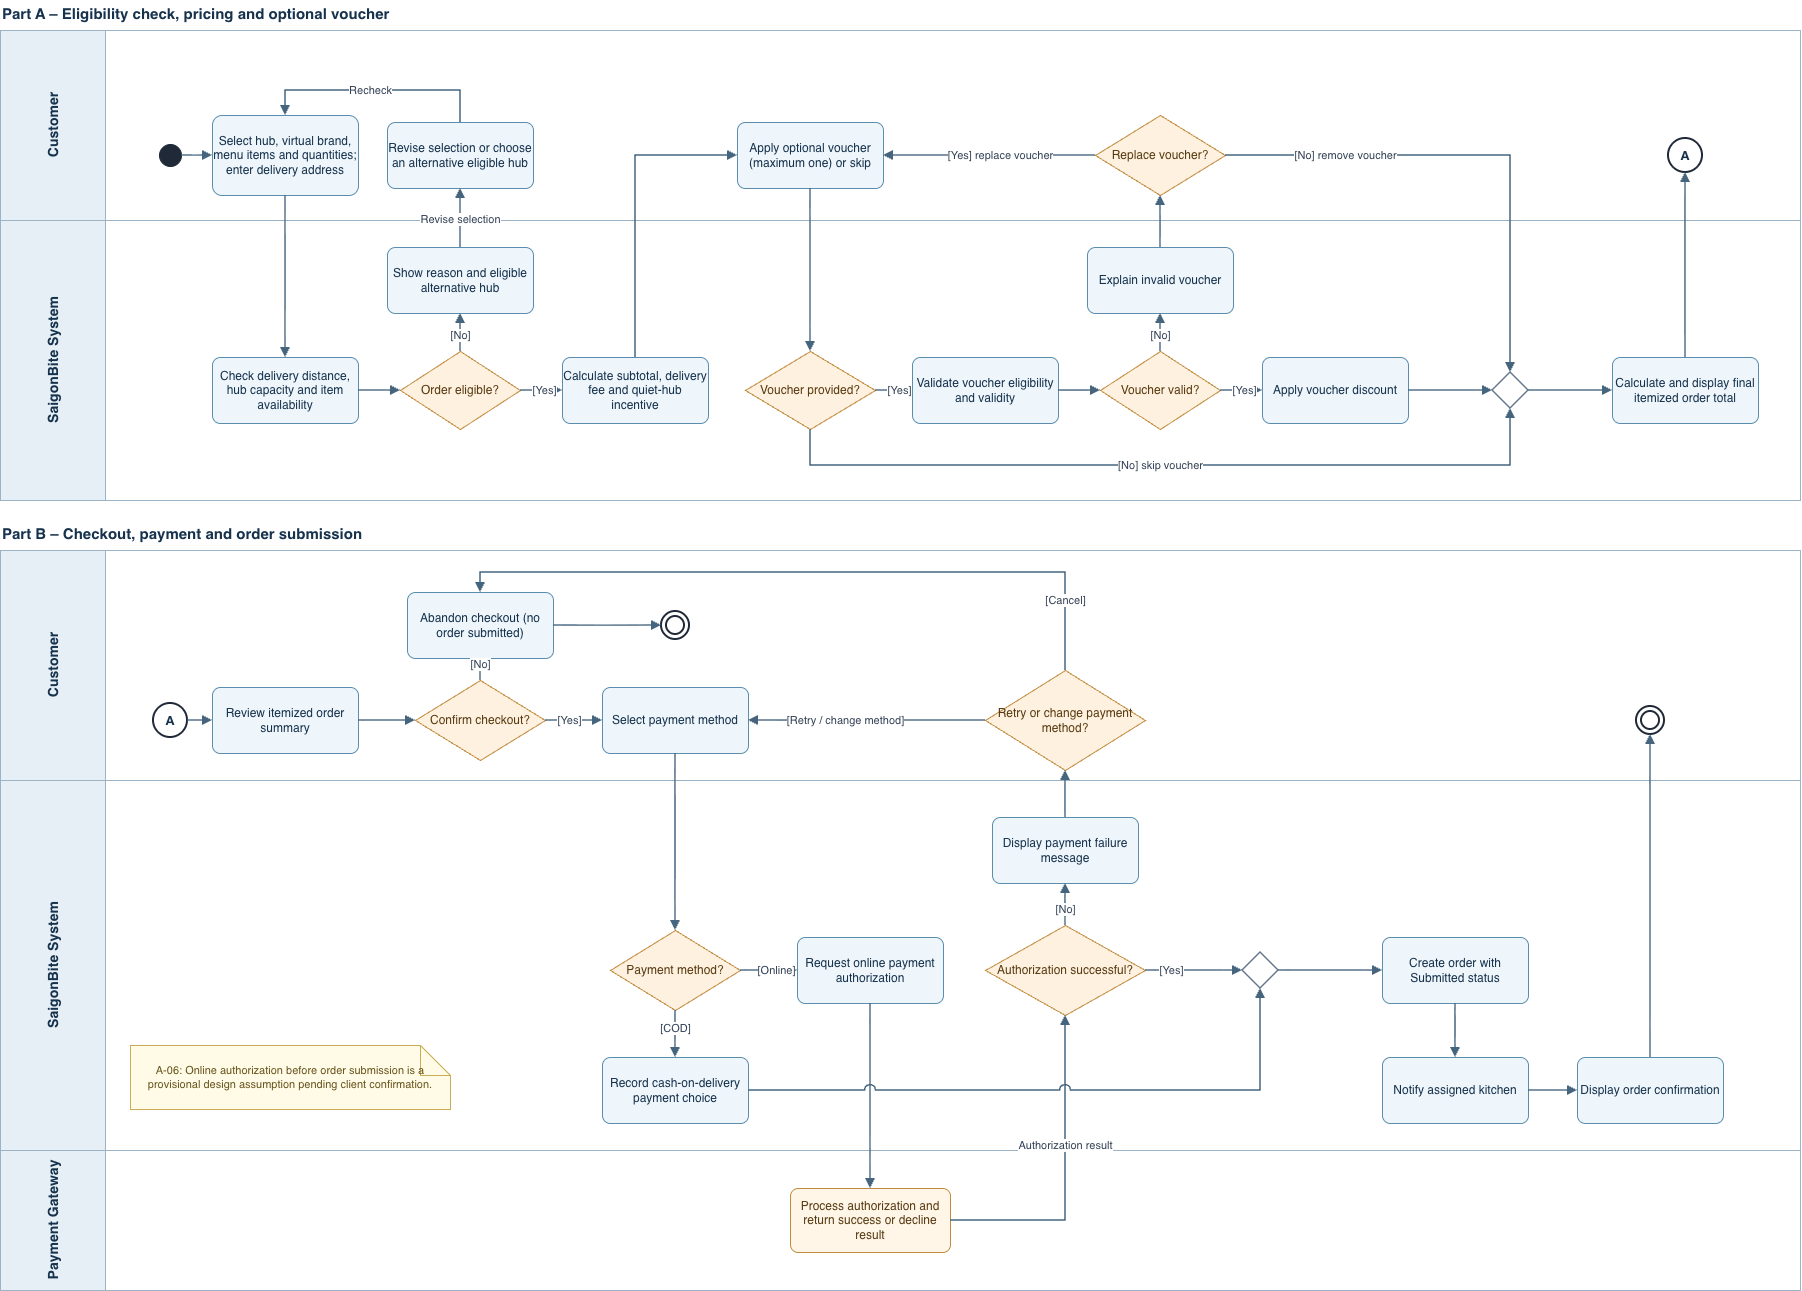 Part A – Eligibility check, pricing and optional voucher
Customer
Recheck
Select hub, virtual brand,
menu items and quantities;
enter delivery address
Revise selection or choose
an alternative eligible hub
Apply optional voucher
(maximum one) or skip
[Yes] replace voucher
Replace voucher?
[No] remove voucher
A
Revise selection
SaigonBite System
Show reason and eligible
alternative hub
Explain invalid voucher
[No]
[No]
Check delivery distance,
hub capacity and item
availability
Order eligible?
[Yes]
Calculate subtotal, delivery
fee and quiet-hub
incentive
Voucher provided?
[Yes]
Validate voucher eligibility
and validity
Voucher valid?
[Yes]
Apply voucher discount
Calculate and display final
itemized order total
[No] skip voucher
Part B – Checkout, payment and order submission
Customer
[Cancel]
Abandon checkout (no
order submitted)
[No]
A
Review itemized order
summary
Confirm checkout?
[Yes]
Select payment method
[Retry / change method]
Retry or change payment
method?
SaigonBite System
Display payment failure
message
[No]
Payment method?
[Online]
Request online payment
authorization
Authorization successful?
[Yes]
Create order with
Submitted status
[COD]
A-06: Online authorization before order submission is a
provisional design assumption pending client confirmation.
Record cash-on-delivery
payment choice
Notify assigned kitchen
Display order confirmation
Authorization result
Payment Gateway
Process authorization and
return success or decline
result